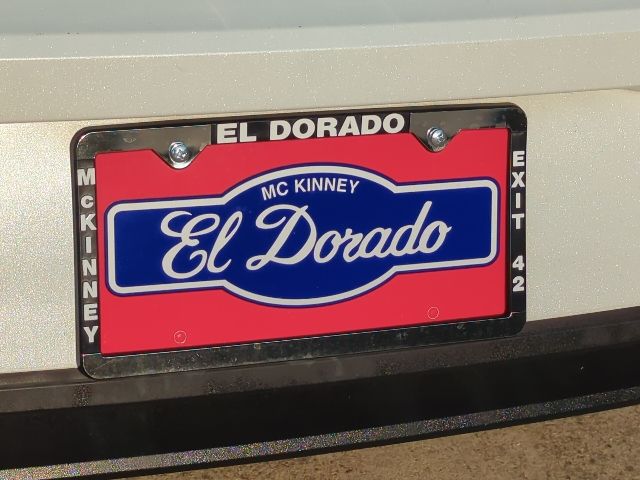 EL DORADO
McKINNEY
MC KINNEY
El Dorado
EXIT 42